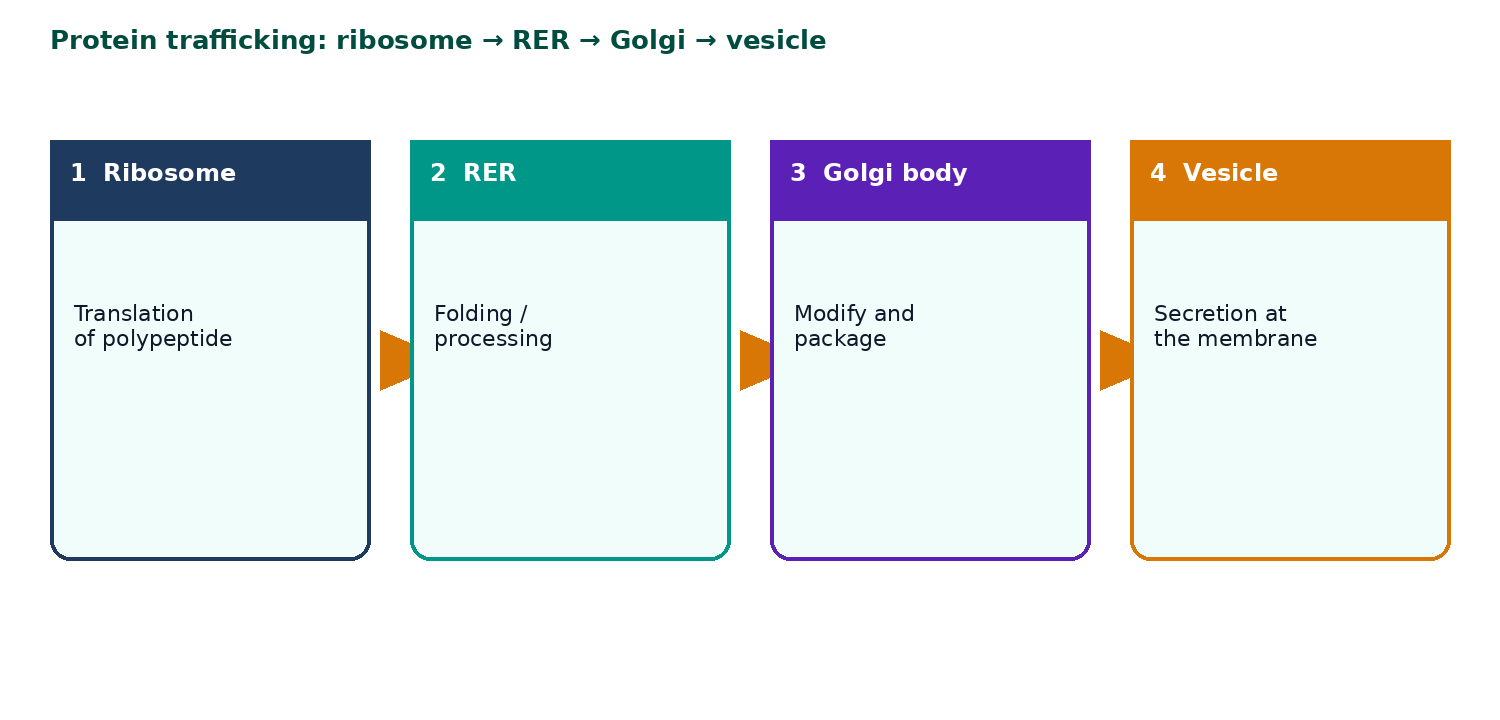 Protein trafficking: ribosome → RER → Golgi → vesicle
1 Ribosome
Translation
of polypeptide
2 RER
Folding /
processing
3 Golgi body
Modify and
package
4 Vesicle
Secretion at
the membrane